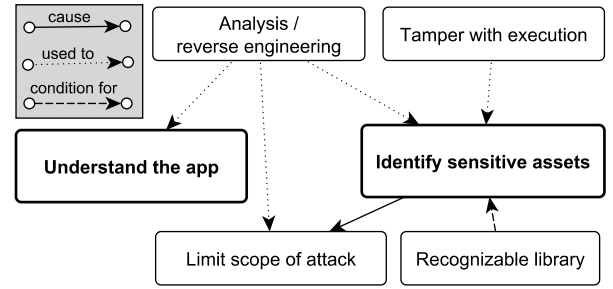 cause
used to
condition for
Analysis /
reverse engineering
Tamper with execution
Understand the app
Identify sensitive assets
Limit scope of attack
Recognizable library